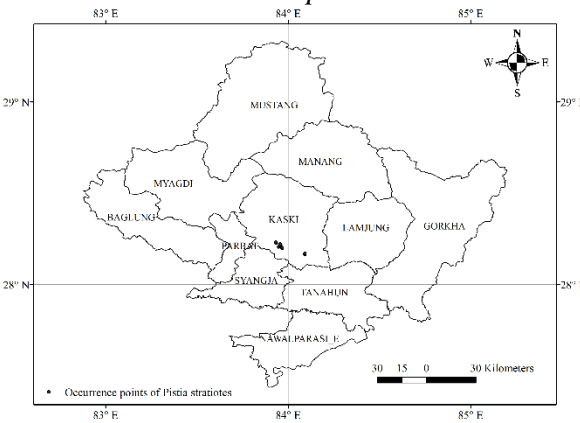 83° E 84° E 85° E
N
W E
S
29° N 29° N
MUSTANG
MANANG
MYAGDI
BAGLUNG
KASKI
LAMJUNG
GORKHA
PARBAT
SYANGJA
28° N 28° N
TANAHUN
AWALPARASI_E
30 15 0 30 Kilometers
Occurrence points of Pistia stratiotes
83° E 84° E 85° E